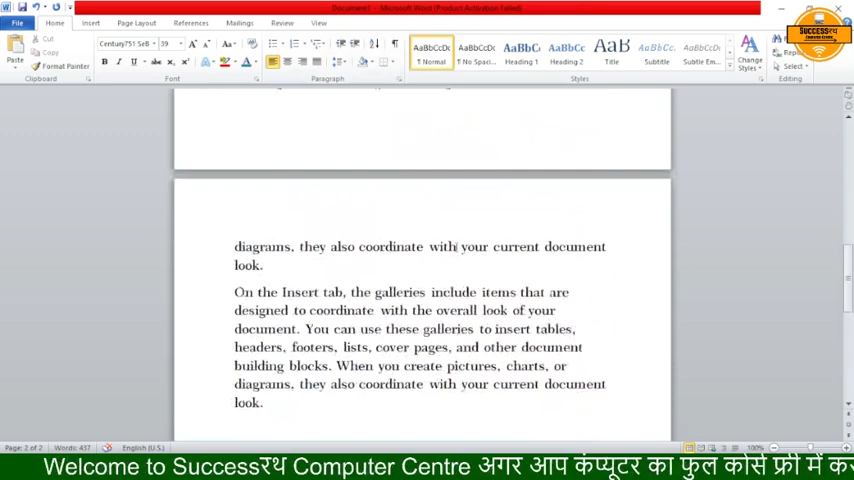 Document1 - Microsoft Word (Product Activation Failed)
File Home Insert Page Layout References Mailings Review View
Cut
Copy
Format Painter
Paste
Clipboard
Century751 SeB 39
Font
Paragraph
AaBbCcDc AaBbCcDc AaBbCc AaBbCc AaB AaBbCc. AaBbCcDc
¶ Normal ¶ No Spaci... Heading 1 Heading 2 Title Subtitle Subtle Em...
Change
Styles
Styles
Select
Editing
SUCCESSरथ
Computer Centre
diagrams, they also coordinate with your current document
look.
On the Insert tab, the galleries include items that are
designed to coordinate with the overall look of your
document. You can use these galleries to insert tables,
headers, footers, lists, cover pages, and other document
building blocks. When you create pictures, charts, or
diagrams, they also coordinate with your current document
look.
Page: 2 of 2 Words: 437 English (U.S.) 100%
Welcome to Successरथ Computer Centre अगर आप कंप्यूटर का फुल कोर्स फ्री में